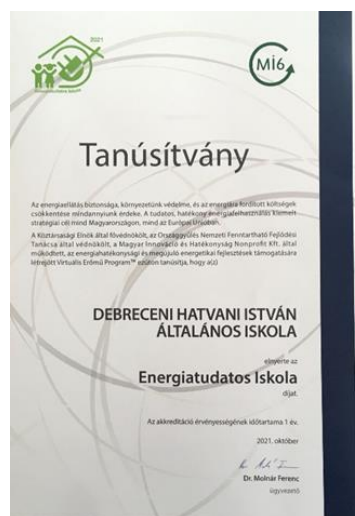 2021
Mi6
Tanúsítvány
Az energiaellátás biztonsága, környezetünk védelme, és az energiára fordított költségek
csökkentése mindannyiunk érdeke. A tudatos, hatékony energiafelhasználás kiemelt
stratégiai cél mind Magyarországon, mind az Európai Unióban.
A Köztársasági Elnök által fővédnökölt, az Országgyűlés Nemzeti Fenntartható Fejlődési
Tanácsa által védnökölt, a Magyar Innováció és Hatékonyság Nonprofit Kft. által
működtett, az energiahatékonysági és megújuló energetikai fejlesztések támogatására
létrejött Virtuális Erőmű Program™ ezúton tanúsítja, hogy a(z)
DEBRECENI HATVANI ISTVÁN
ÁLTALÁNOS ISKOLA
elnyerte az
Energiatudatos Iskola
díjat.
Az akkreditáció érvényességének időtartama 1 év.
2021. október
Dr. Molnár Ferenc
ügyvezető